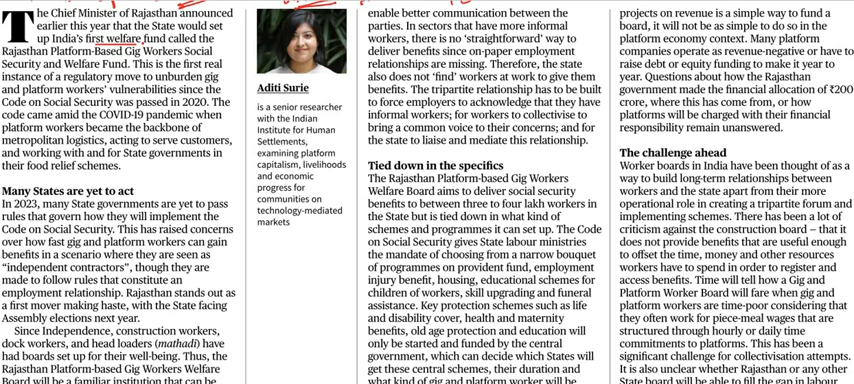 The Chief Minister of Rajasthan announced
earlier this year that the State would set
up India's first welfare fund called the
Rajasthan Platform-Based Gig Workers Social
Security and Welfare Fund. This is the first real
instance of a regulatory move to unburden gig
and platform workers' vulnerabilities since the
Code on Social Security was passed in 2020. The
code came amid the COVID-19 pandemic when
platform workers became the backbone of
metropolitan logistics, acting to serve customers,
and working with and for State governments in
their food relief schemes.
Many States are yet to act
In 2023, many State governments are yet to pass
rules that govern how they will implement the
Code on Social Security. This has raised concerns
over how fast gig and platform workers can gain
benefits in a scenario where they are seen as
“independent contractors”, though they are
made to follow rules that constitute an
employment relationship. Rajasthan stands out as
a first mover making haste, with the State facing
Assembly elections next year.
Since Independence, construction workers,
dock workers, and head loaders (mathadi) have
had boards set up for their well-being. Thus, the
Rajasthan Platform-based Gig Workers Welfare
Board will be a familiar institution that can be
Aditi Surie
is a senior researcher
with the Indian
Institute for Human
Settlements,
examining platform
capitalism, livelihoods
and economic
progress for
communities on
technology-mediated
markets
enable better communication between the
parties. In sectors that have more informal
workers, there is no ‘straightforward’ way to
deliver benefits since on-paper employment
relationships are missing. Therefore, the state
also does not ‘find’ workers at work to give them
benefits. The tripartite relationship has to be built
to force employers to acknowledge that they have
informal workers; for workers to collectivise to
bring a common voice to their concerns; and for
the state to liaise and mediate this relationship.
Tied down in the specifics
The Rajasthan Platform-based Gig Workers
Welfare Board aims to deliver social security
benefits to between three to four lakh workers in
the State but is tied down in what kind of
schemes and programmes it can set up. The Code
on Social Security gives State labour ministries
the mandate of choosing from a narrow bouquet
of programmes on provident fund, employment
injury benefit, housing, educational schemes for
children of workers, skill upgrading and funeral
assistance. Key protection schemes such as life
and disability cover, health and maternity
benefits, old age protection and education will
only be started and funded by the central
government, which can decide which States will
get these central schemes, their duration and
what kind of gig and platform worker will be
projects on revenue is a simple way to fund a
board, it will not be as simple to do so in the
platform economy context. Many platform
companies operate as revenue-negative or have to
raise debt or equity funding to make it year to
year. Questions about how the Rajasthan
government made the financial allocation of ₹200
crore, where this has come from, or how
platforms will be charged with their financial
responsibility remain unanswered.
The challenge ahead
Worker boards in India have been thought of as a
way to build long-term relationships between
workers and the state apart from their more
operational role in creating a tripartite forum and
implementing schemes. There has been a lot of
criticism against the construction board — that it
does not provide benefits that are useful enough
to offset the time, money and other resources
workers have to spend in order to register and
access benefits. Time will tell how a Gig and
Platform Worker Board will fare when gig and
platform workers are time-poor considering that
they often work for piece-meal wages that are
structured through hourly or daily time
commitments to platforms. This has been a
significant challenge for collectivisation attempts.
It is also unclear whether Rajasthan or any other
State board will be able to fill the gap in labour